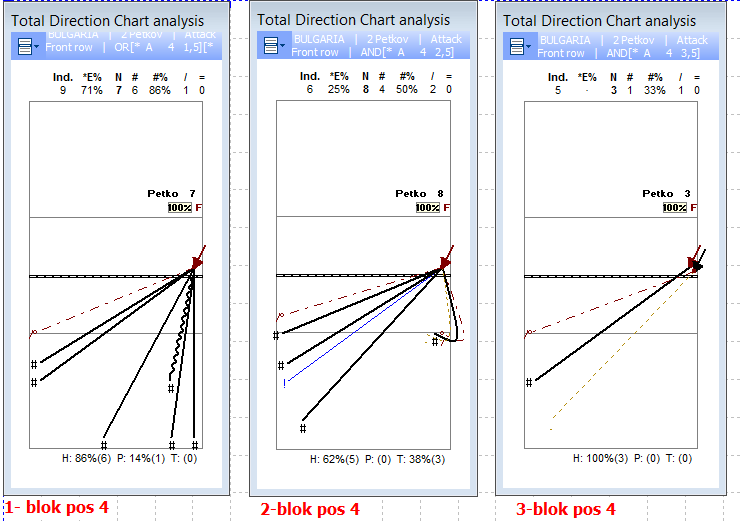 Total Direction Chart analysis
BULGARIA | 2 Petkov | Attack
Front row | OR[* A 4 1,5][*
Ind. *E% N # #% / =
9 71% 7 6 86% 1 0
Petko 7
100% F
#
#
#
# # #
H: 86%(6) P: 14%(1) T: (0)
1- blok pos 4
Total Direction Chart analysis
BULGARIA | 2 Petkov | Attack
Front row | AND[* A 4 2,5]
Ind. *E% N # #% / =
6 25% 8 4 50% 2 0
Petko 8
100% F
#
#
#
!
#
H: 62%(5) P: (0) T: 38%(3)
2-blok pos 4
Total Direction Chart analysis
BULGARIA | 2 Petkov | Attack
Front row | AND[* A 4 3,5]
Ind. *E% N # #% / =
5 - 3 1 33% 1 0
Petko 3
100% F
#
H: 100%(3) P: (0) T: (0)
3-blok pos 4